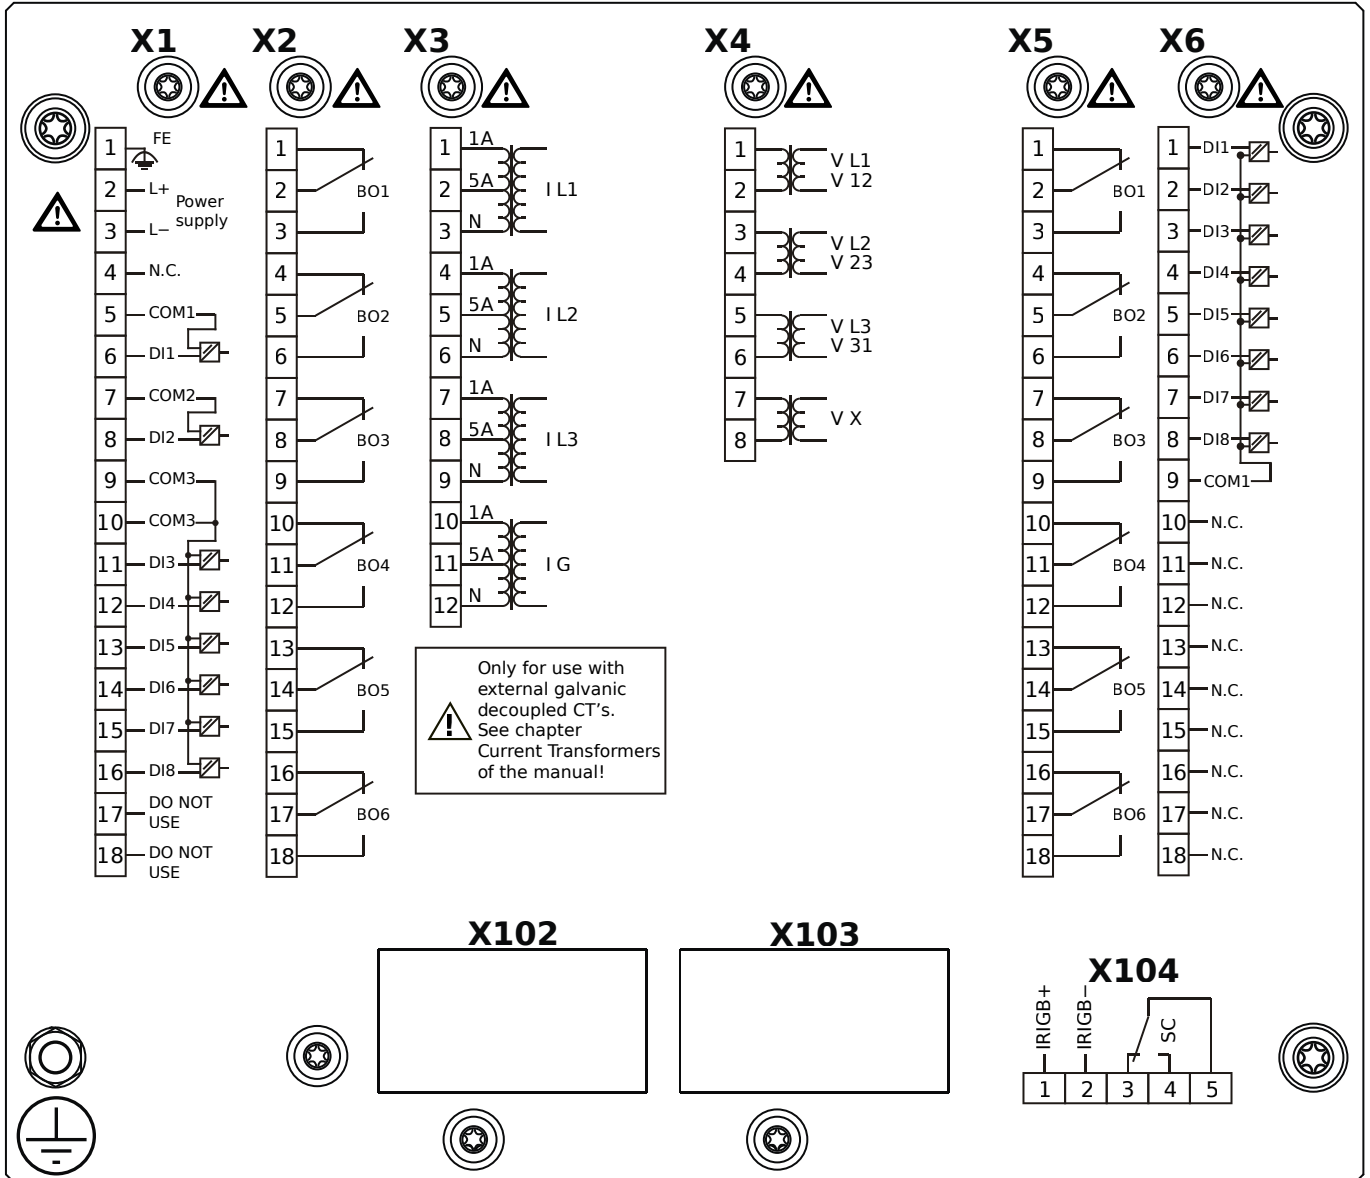 X1 X2 X3 X4 X5 X6
1 FE
2 L+
Power
supply
3 L−
4 N.C.
5 COM1
6 DI1
7 COM2
8 DI2
9 COM3
10 COM3
11 DI3
12 DI4
13 DI5
14 DI6
15 DI7
16 DI8
17 DO NOT
USE
18 DO NOT
USE
1
2 BO1
3
4
5 BO2
6
7
8 BO3
9
10
11 BO4
12
13
14 BO5
15
16
17 BO6
18
1 1A
2 5A I L1
3 N
4 1A
5 5A I L2
6 N
7 1A
8 5A I L3
9 N
10 1A
11 5A I G
12 N
Only for use with
external galvanic
decoupled CT's.
See chapter
Current Transformers
of the manual!
1 V L1
2 V 12
3 V L2
4 V 23
5 V L3
6 V 31
7 V X
8
1
2 BO1
3
4
5 BO2
6
7
8 BO3
9
10
11 BO4
12
13
14 BO5
15
16
17 BO6
18
1 DI1
2 DI2
3 DI3
4 DI4
5 DI5
6 DI6
7 DI7
8 DI8
9 COM1
10 N.C.
11 N.C.
12 N.C.
13 N.C.
14 N.C.
15 N.C.
16 N.C.
17 N.C.
18 N.C.
X102 X103
X104
IRIGB+ IRIGB− SC
1 2 3 4 5